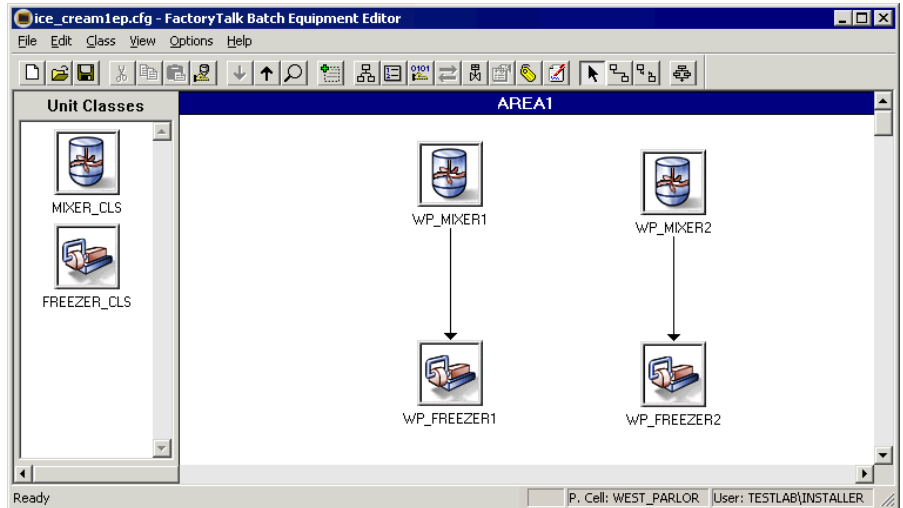 ice_cream1ep.cfg - FactoryTalk Batch Equipment Editor
File Edit Class View Options Help
0101
Unit Classes
AREA1
MIXER_CLS
FREEZER_CLS
WP_MIXER1
WP_MIXER2
WP_FREEZER1
WP_FREEZER2
Ready
P. Cell: WEST_PARLOR
User: TESTLAB\INSTALLER